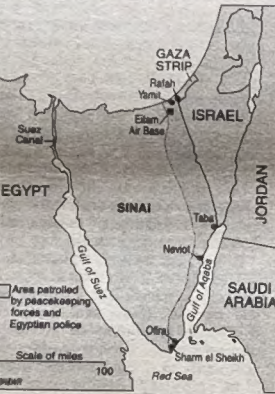 GAZA
STRIP
Rafah
Yamit
ISRAEL
Eitam
Air Base
Suez
Canal
EGYPT
SINAI
JORDAN
Taba
Neviot
Gulf of Suez
Gulf of Aqaba
SAUDI
ARABIA
Area patrolled
by peacekeeping
forces and
Egyptian police
Ofira
Sharm el Sheikh
Scale of miles
100
Red Sea